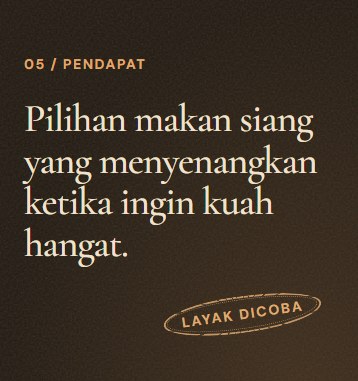 05 / PENDAPAT
Pilihan makan siang
yang menyenangkan
ketika ingin kuah
hangat.
LAYAK DICOBA